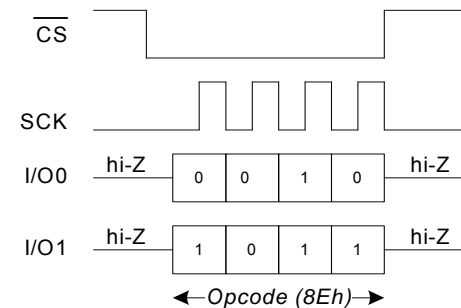 CS
SCK
I/O0 hi-Z 0 0 1 0 hi-Z
I/O1 hi-Z 1 0 1 1 hi-Z
Opcode (8Eh)